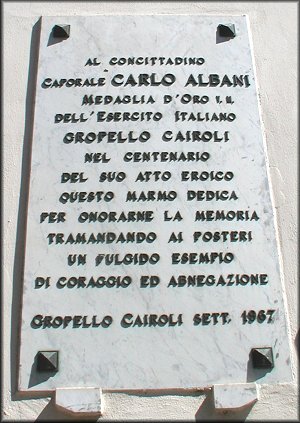 AL CONCITTADINO
CAPORALE CARLO ALBANI
MEDAGLIA D'ORO V.M.
DELL'ESERCITO ITALIANO
GROPELLO CAIROLI
NEL CENTENARIO
DEL SUO ATTO EROICO
QUESTO MARMO DEDICA
PER ONORARNE LA MEMORIA
TRAMANDANDO AI POSTERI
UN FULGIDO ESEMPIO
DI CORAGGIO ED ABNEGAZIONE
GROPELLO CAIROLI SETT. 1967